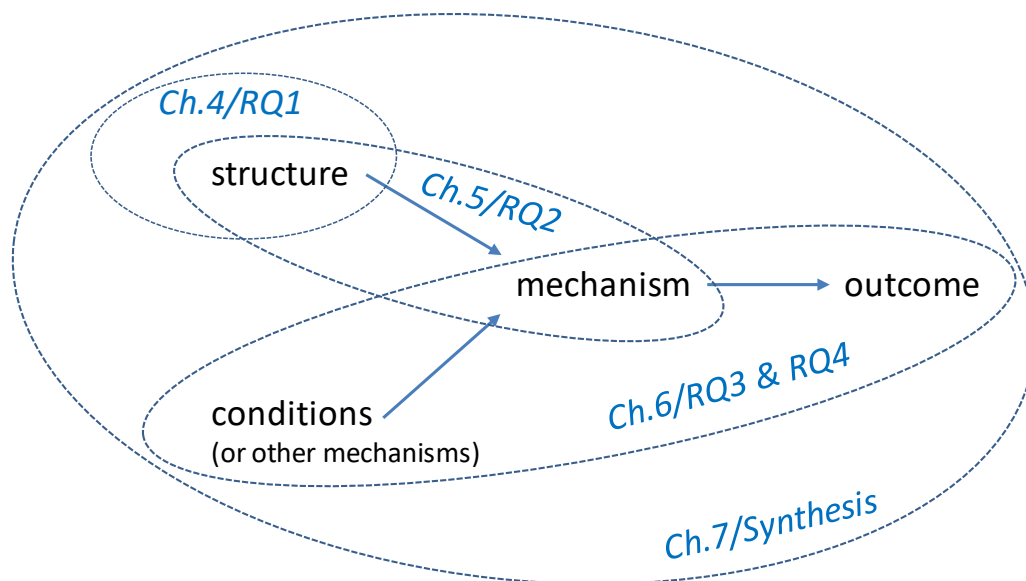 Ch.4/RQ1
structure
Ch.5/RQ2
mechanism
outcome
conditions
(or other mechanisms)
Ch.6/RQ3 & RQ4
Ch.7/Synthesis